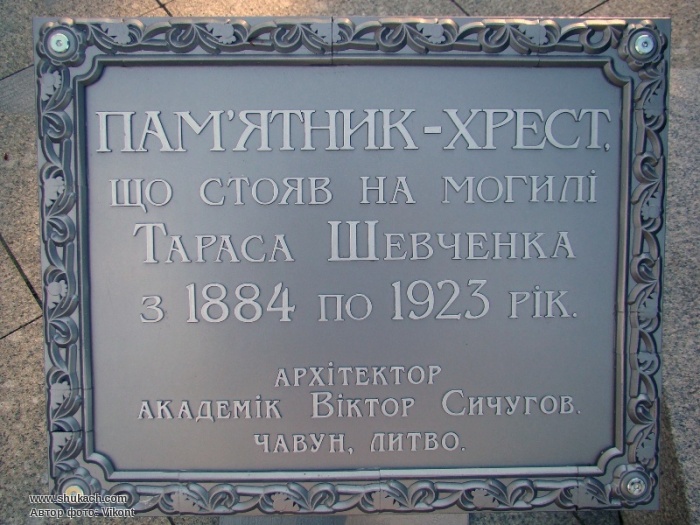 ПАМ'ЯТНИК-ХРЕСТ,
ЩО СТОЯВ НА МОГИЛІ
ТАРАСА ШЕВЧЕНКА
З 1884 ПО 1923 РІК.
АРХІТЕКТОР
АКАДЕМІК ВІКТОР СИЧУГОВ.
ЧАВУН, ЛИТВО.
www.shukach.com
Автор фото: Vikont